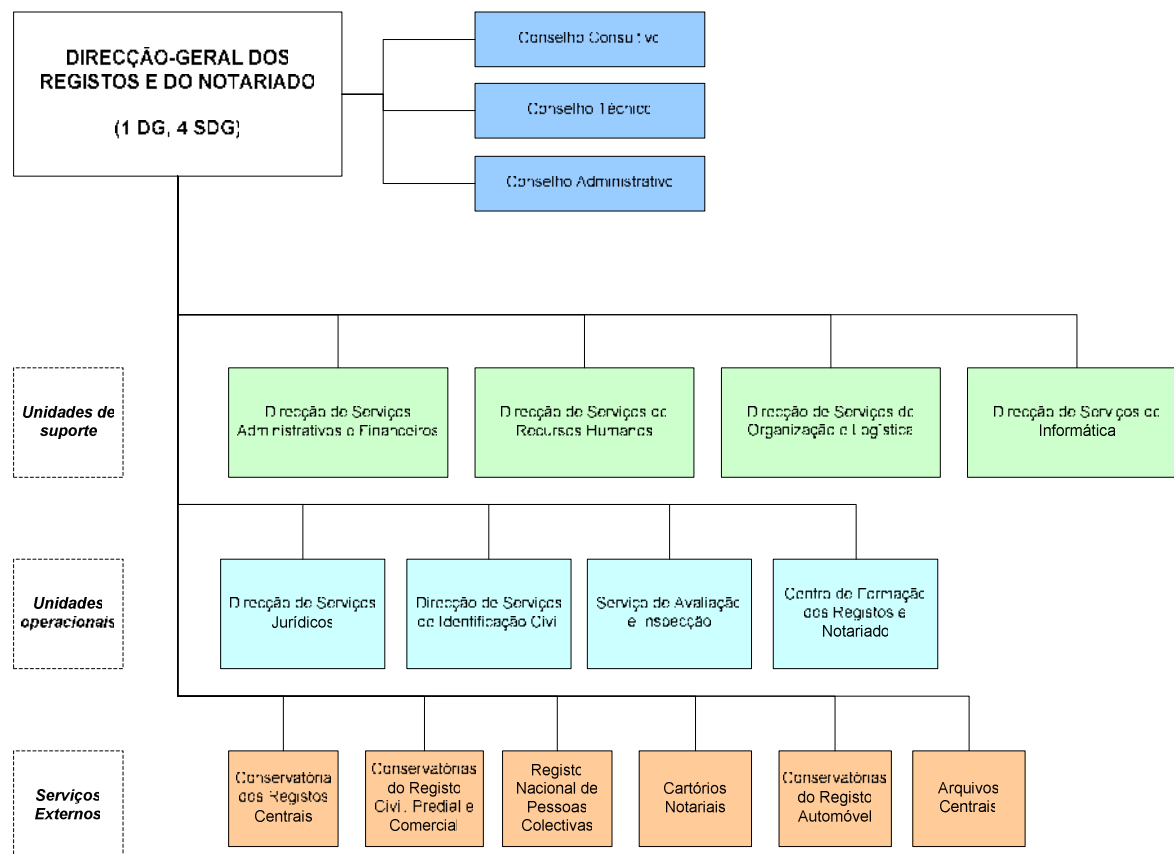 DIRECÇÃO-GERAL DOS
REGISTOS E DO NOTARIADO
(1 DG, 4 SDG)
Conselho Consultivo
Conselho Técnico
Conselho Administrativo
Unidades de
suporte
Direcção de Serviços
Administrativos e Financeiros
Direcção de Serviços de
Recursos Humanos
Direcção de Serviços de
Organização e Logística
Direcção de Serviços de
Informática
Unidades
operacionais
Direcção de Serviços
Jurídicos
Direcção de Serviços
de Identificação Civil
Serviço de Avaliação
e Inspecção
Centro de Formação
dos Registos e
Notariado
Serviços
Externos
Conservatória
dos Registos
Centrais
Conservatórias
do Registo
Civil, Predial e
Comercial
Registo
Nacional de
Pessoas
Colectivas
Cartórios
Notariais
Conservatórias
do Registo
Automóvel
Arquivos
Centrais